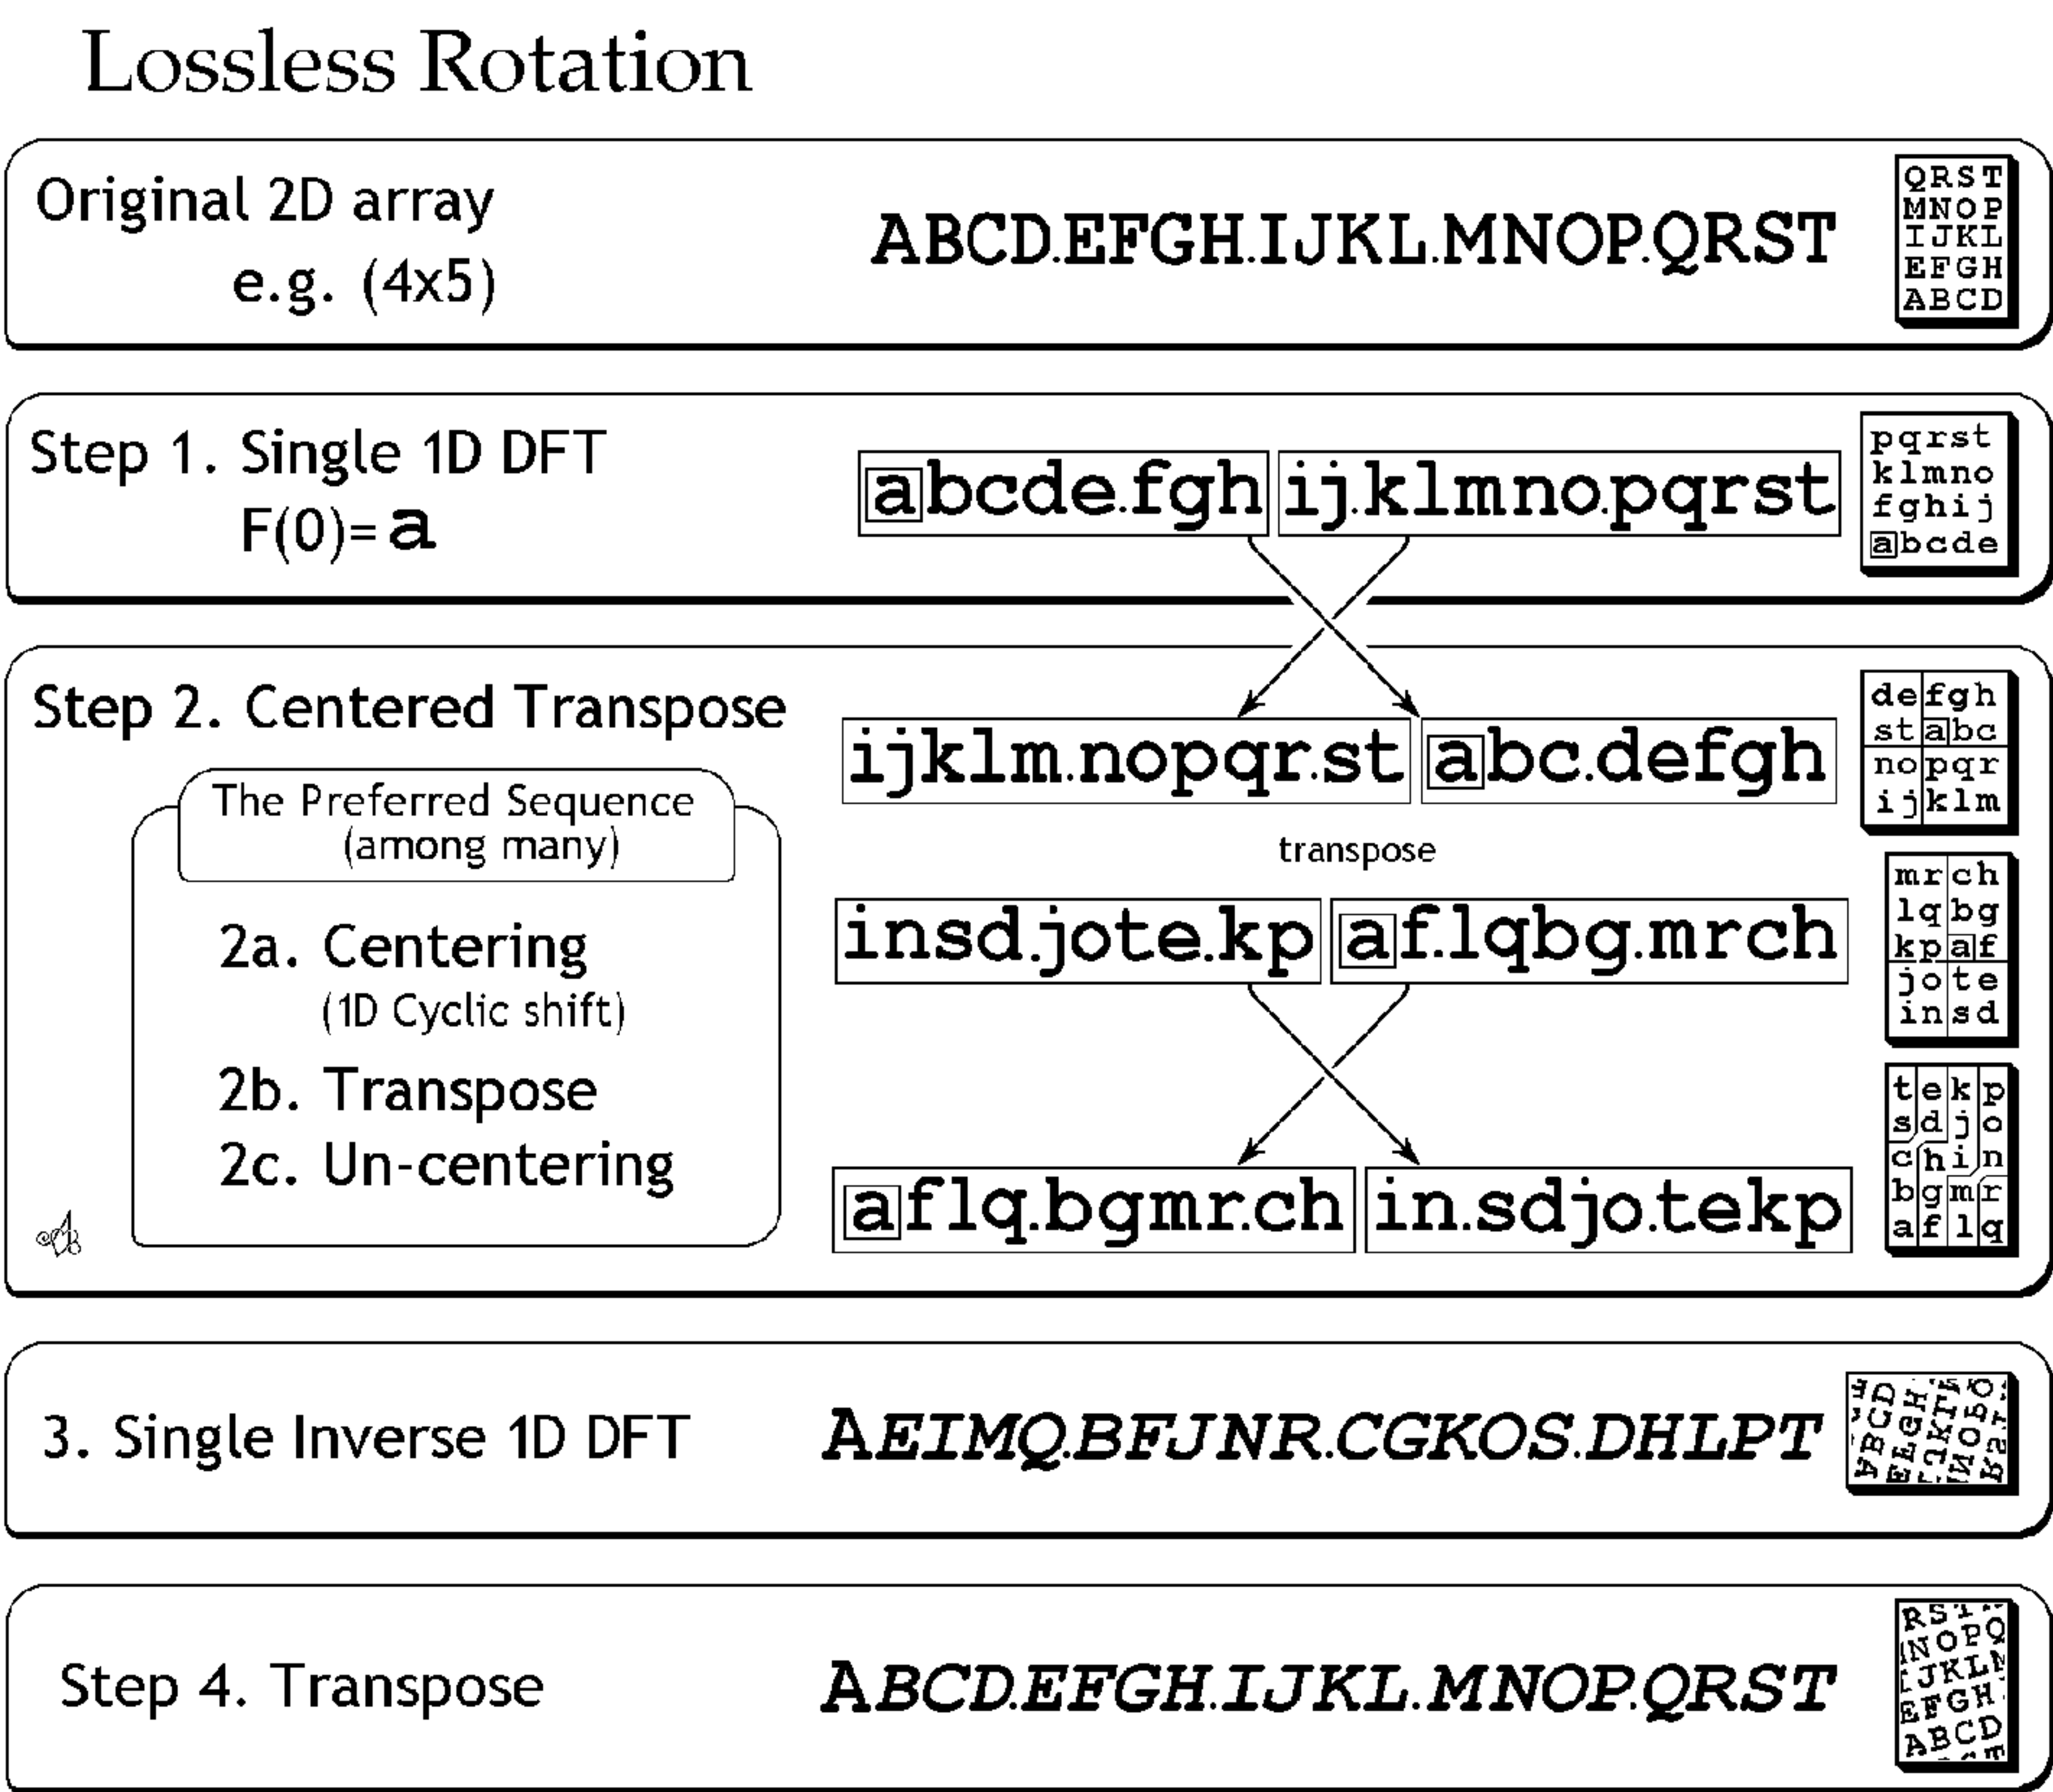 Lossless Rotation
Original 2D array
e.g. (4x5)
ABCD.EFGH.IJKL.MNOP.QRST
QRST
MNOP
IJKL
EFGH
ABCD
Step 1. Single 1D DFT
F(0)=a
abcde.fgh ij.klmno.pqrst
pqrst
klmno
fghij
abcde
Step 2. Centered Transpose
ijklm.nopqr.st abc.defgh
defgh
stabc
nopqr
ijklm
The Preferred Sequence
(among many)
transpose
2a. Centering
(1D Cyclic shift)
2b. Transpose
2c. Un-centering
insd.jote.kp af.lqbg.mrch
mrch
lqbg
kpaf
jote
insd
aflq.bgmr.ch in.sdjo.tekp
tekp
sdjo
chin
bgmr
aflq
3. Single Inverse 1D DFT
AEIMQ.BFJNR.CGKOS.DHLPT
Step 4. Transpose
ABCD.EFGH.IJKL.MNOP.QRST